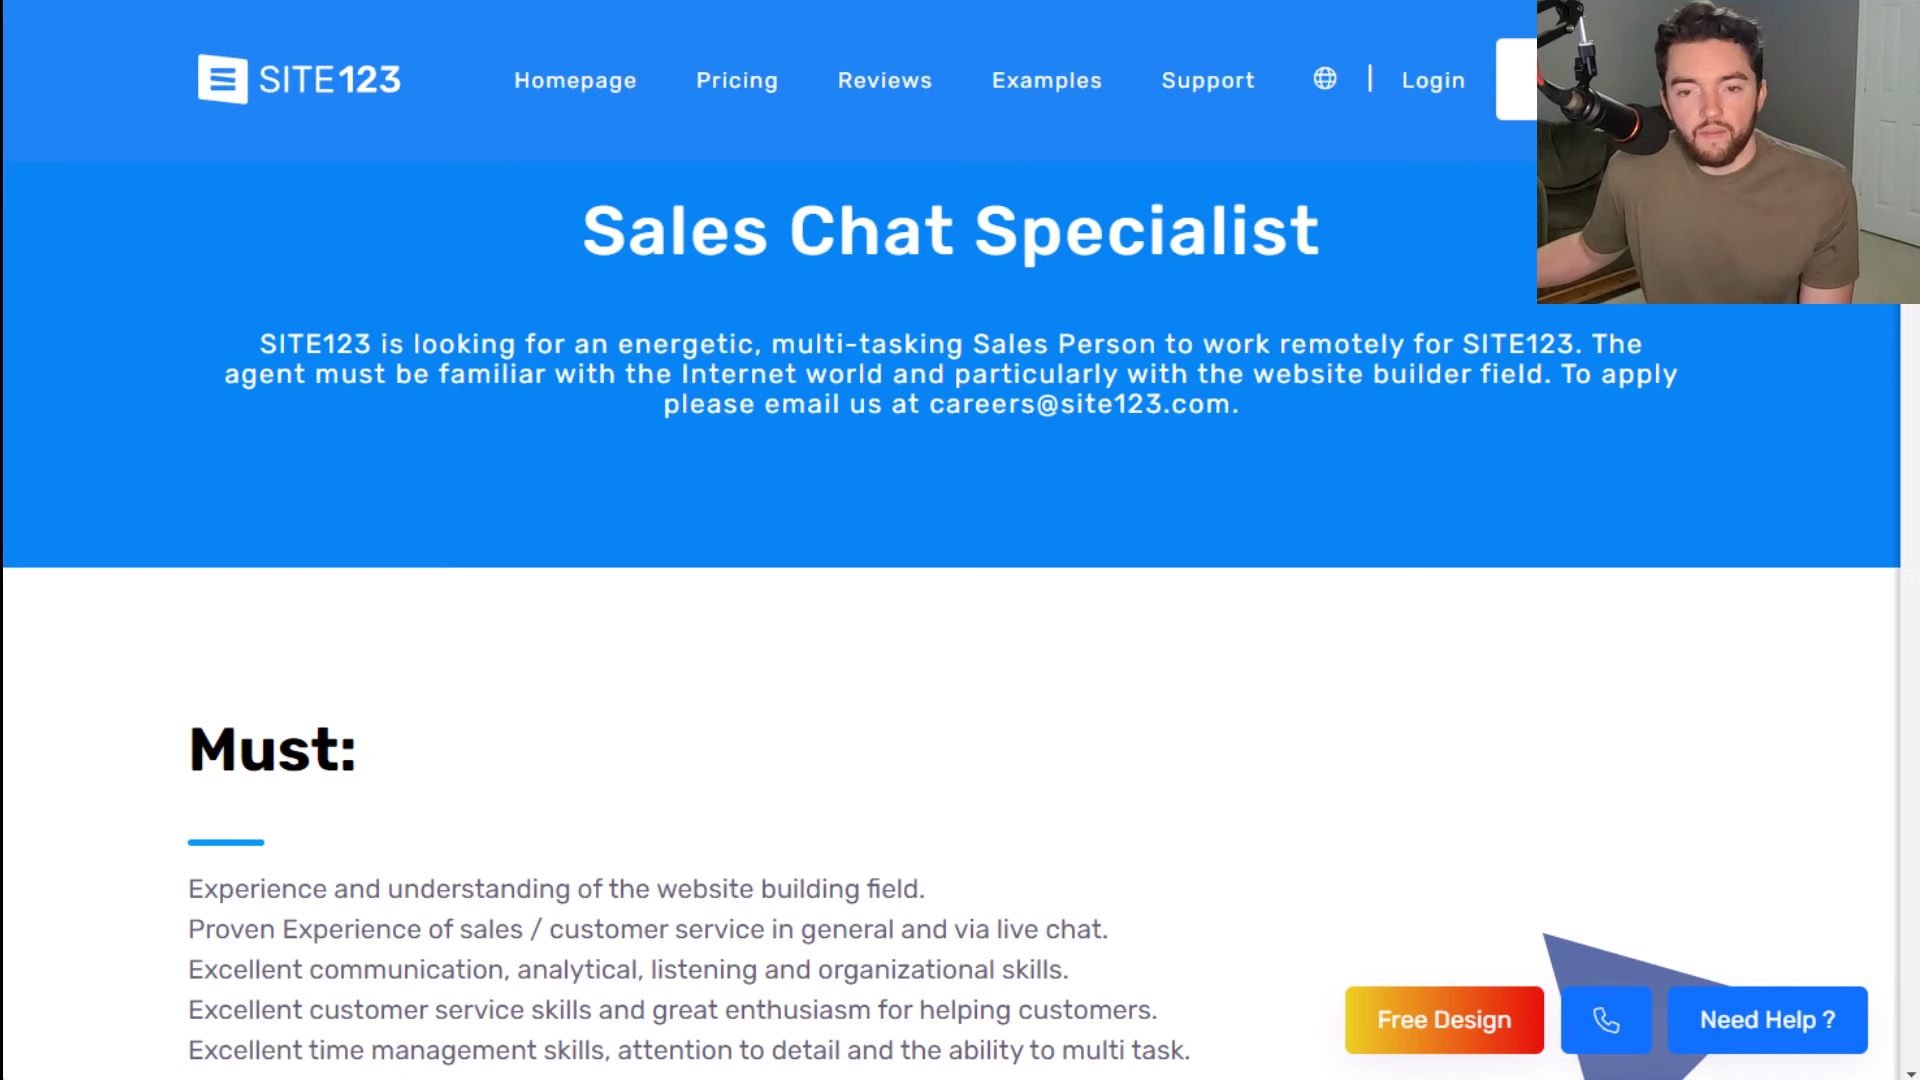 SITE123
Homepage
Pricing
Reviews
Examples
Support
Login
Sales Chat Specialist
SITE123 is looking for an energetic, multi-tasking Sales Person to work remotely for SITE123. The
agent must be familiar with the Internet world and particularly with the website builder field. To apply
please email us at careers@site123.com.
Must:
Experience and understanding of the website building field.
Proven Experience of sales / customer service in general and via live chat.
Excellent communication, analytical, listening and organizational skills.
Excellent customer service skills and great enthusiasm for helping customers.
Excellent time management skills, attention to detail and the ability to multi task.
Free Design
Need Help ?